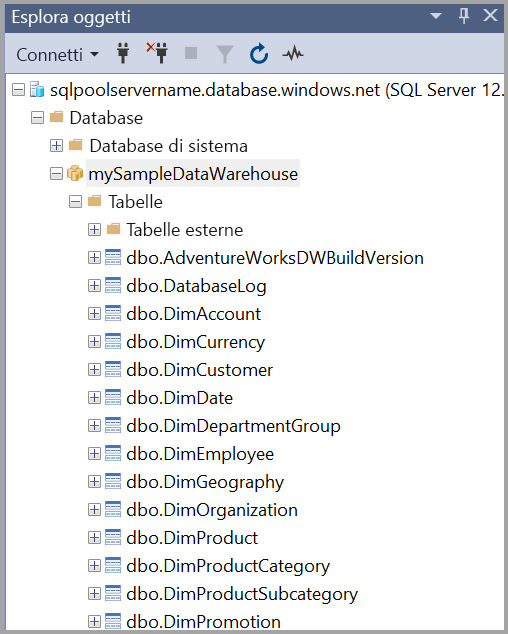 Esplora oggetti
Connetti
sqlpoolservername.database.windows.net (SQL Server 12.
Database
Database di sistema
mySampleDataWarehouse
Tabelle
Tabelle esterne
dbo.AdventureWorksDWBuildVersion
dbo.DatabaseLog
dbo.DimAccount
dbo.DimCurrency
dbo.DimCustomer
dbo.DimDate
dbo.DimDepartmentGroup
dbo.DimEmployee
dbo.DimGeography
dbo.DimOrganization
dbo.DimProduct
dbo.DimProductCategory
dbo.DimProductSubcategory
dbo.DimPromotion